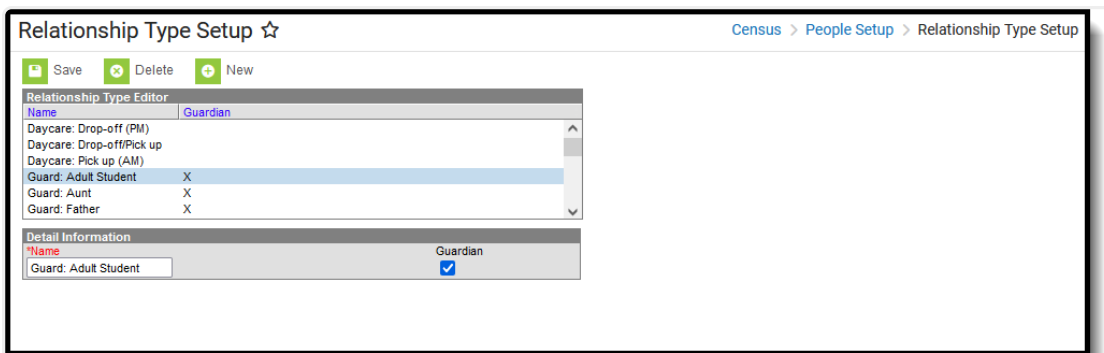 Relationship Type Setup ☆
Census > People Setup > Relationship Type Setup
Save Delete New
Relationship Type Editor
Name Guardian
Daycare: Drop-off (PM)
Daycare: Drop-off/Pick up
Daycare: Pick up (AM)
Guard: Adult Student X
Guard: Aunt X
Guard: Father X
Detail Information
*Name Guardian
Guard: Adult Student